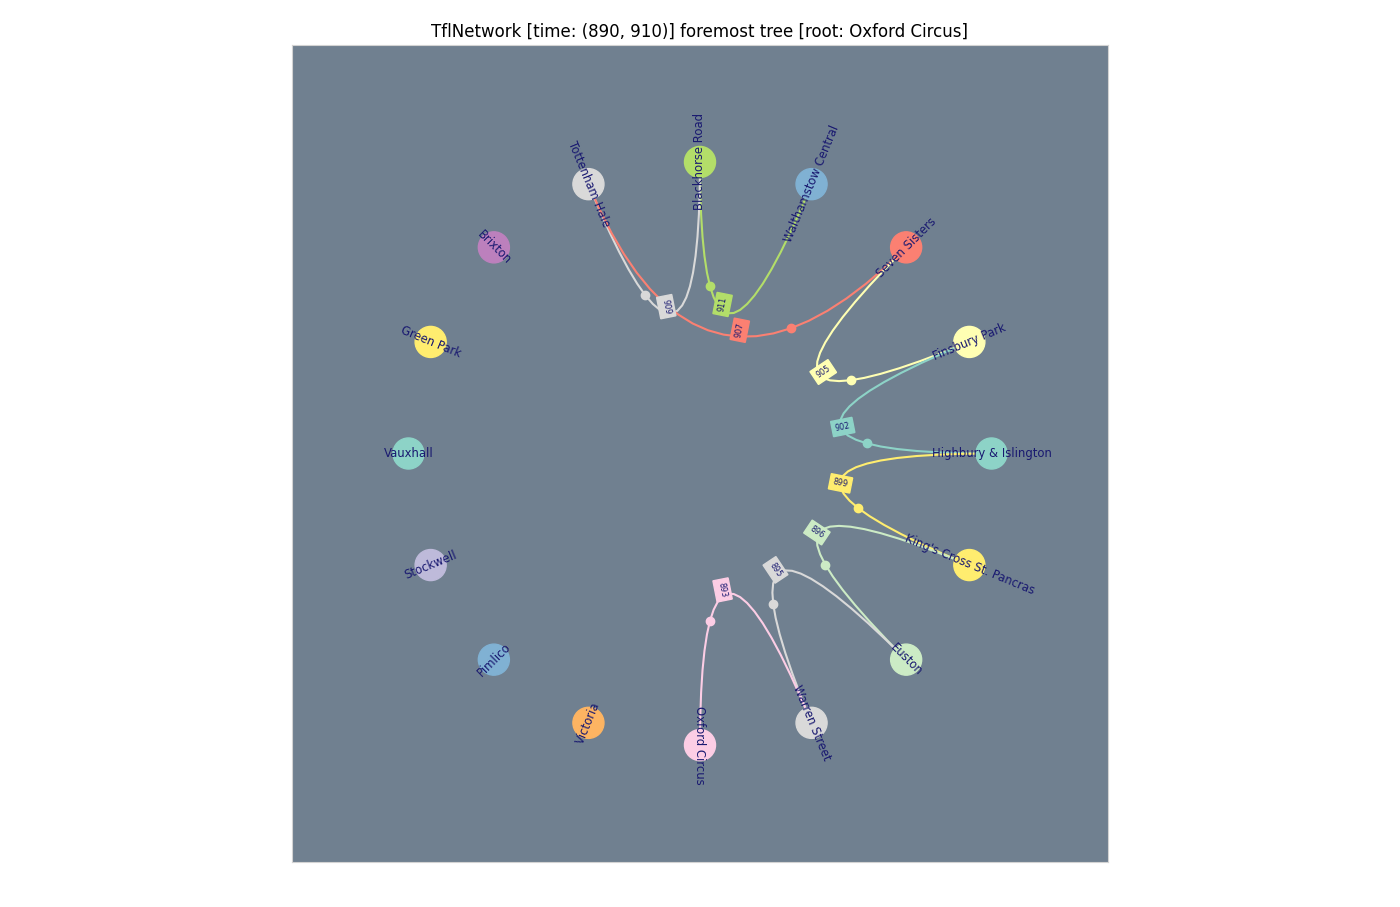 TflNetwork [time: (890, 910)] foremost tree [root: Oxford Circus]
Blackhorse Road
Walthamstow Central
Tottenham Hale
Seven Sisters
Brixton
Finsbury Park
Green Park
Highbury & Islington
Vauxhall
King's Cross St. Pancras
Stockwell
Euston
Pimlico
Warren Street
Victoria
Oxford Circus
909
911
907
905
902
899
896
895
893